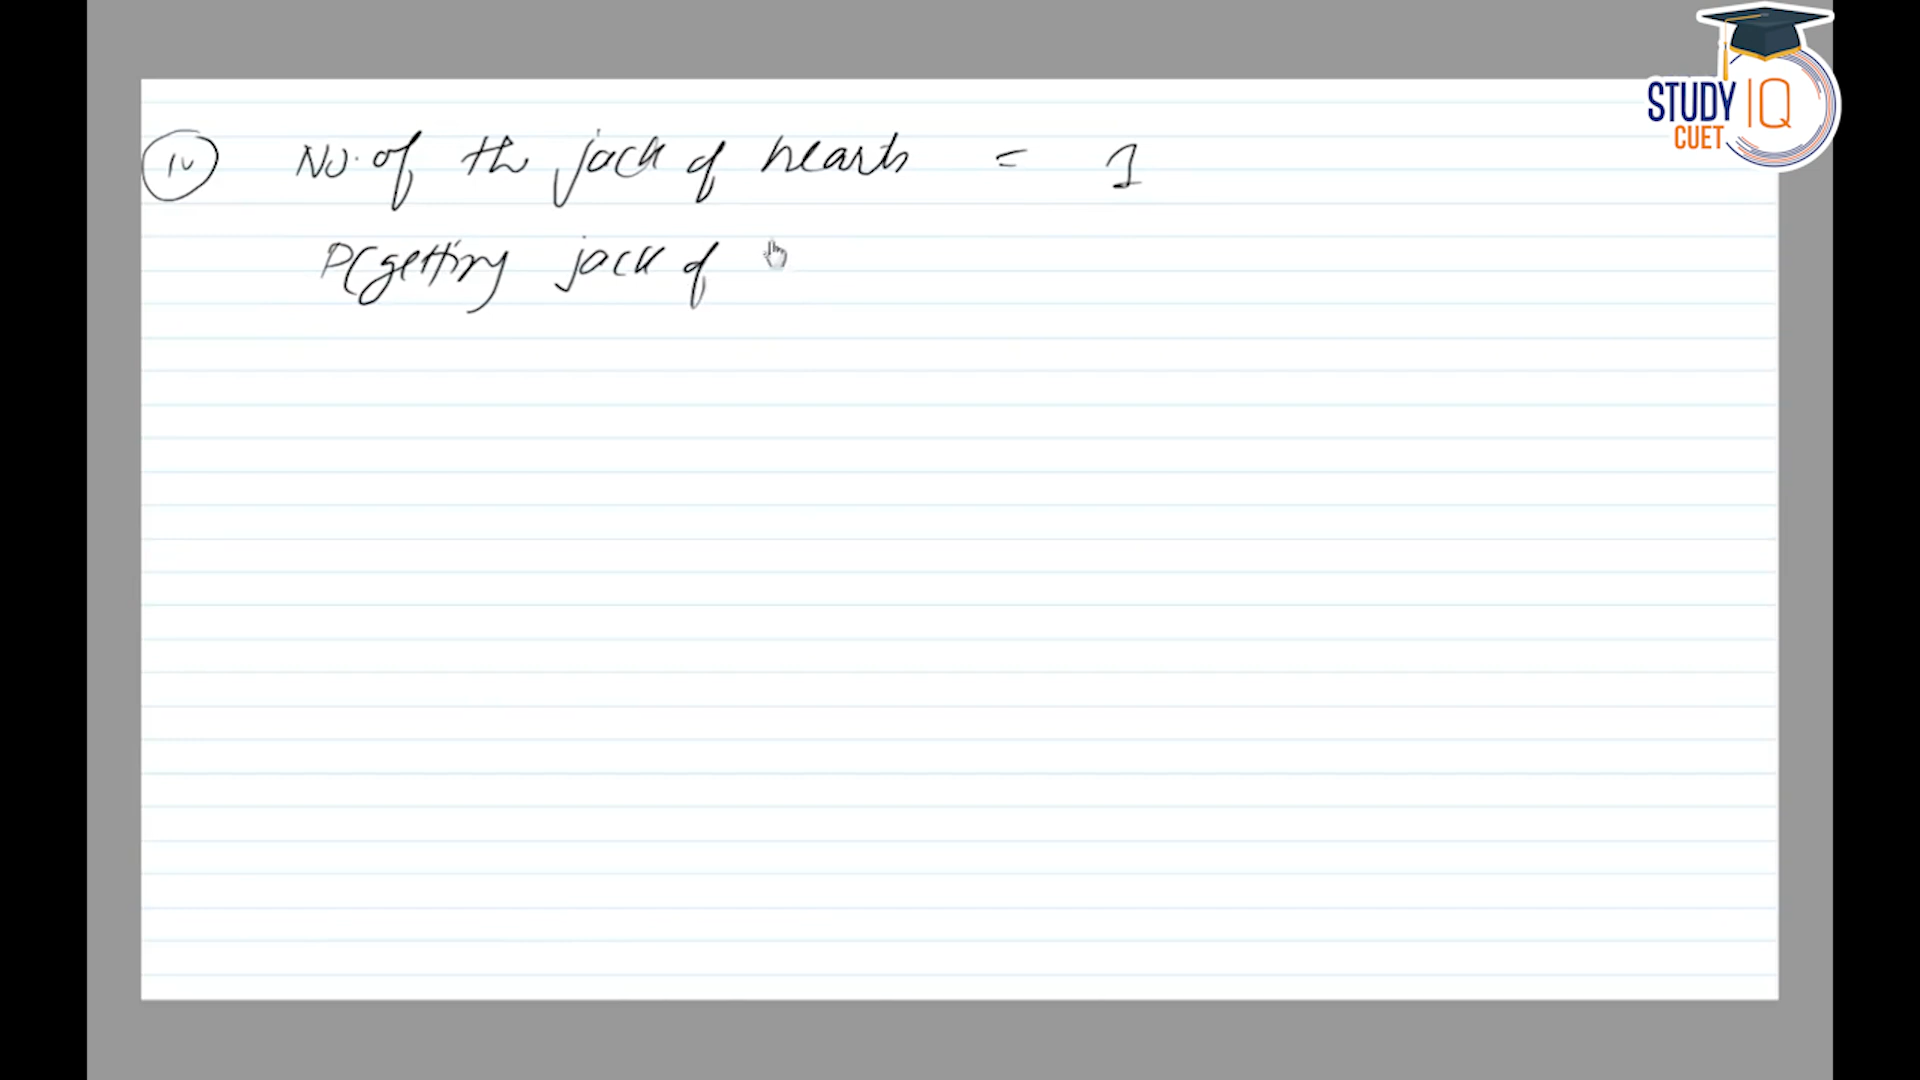 STUDY IQ
CUET
(iv) No. of the jack of hearts = 1
P(getting jack of